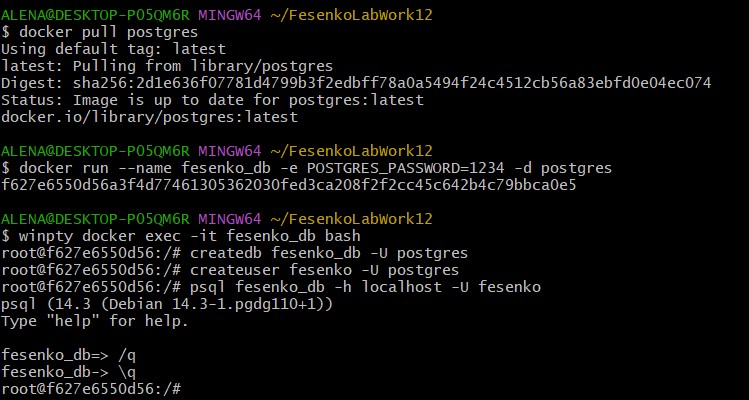 ALENA@DESKTOP-P05QM6R MINGW64 ~/FesenkoLabWork12
$ docker pull postgres
Using default tag: latest
latest: Pulling from library/postgres
Digest: sha256:2d1e636f07781d4799b3f2edbff78a0a5494f24c4512cb56a83ebfd0e04ec074
Status: Image is up to date for postgres:latest
docker.io/library/postgres:latest
ALENA@DESKTOP-P05QM6R MINGW64 ~/FesenkoLabWork12
$ docker run --name fesenko_db -e POSTGRES_PASSWORD=1234 -d postgres
f627e6550d56a3f4d77461305362030fed3ca208f2f2cc45c642b4c79bbca0e5
ALENA@DESKTOP-P05QM6R MINGW64 ~/FesenkoLabWork12
$ winpty docker exec -it fesenko_db bash
root@f627e6550d56:/# createdb fesenko_db -U postgres
root@f627e6550d56:/# createuser fesenko -U postgres
root@f627e6550d56:/# psql fesenko_db -h localhost -U fesenko
psql (14.3 (Debian 14.3-1.pgdg110+1))
Type "help" for help.
fesenko_db=> /q
fesenko_db-> \q
root@f627e6550d56:/#